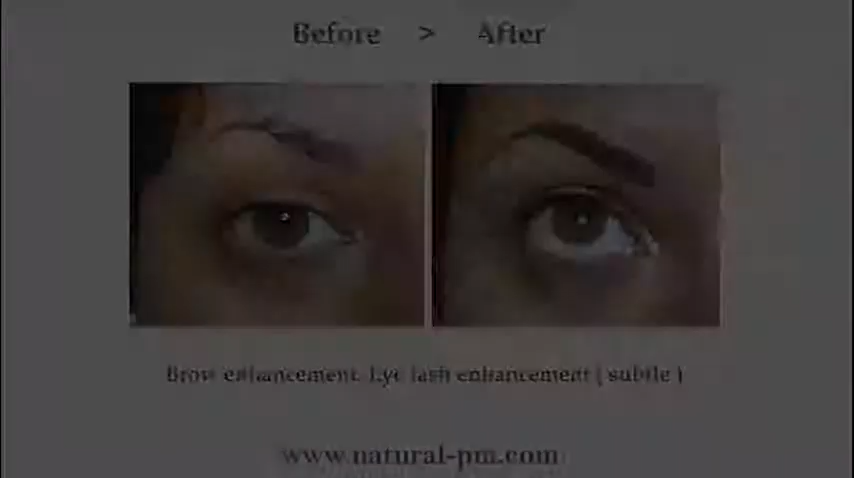 Before > After
Brow enhancement. Eye lash enhancement ( subtle )
www.natural-pm.com